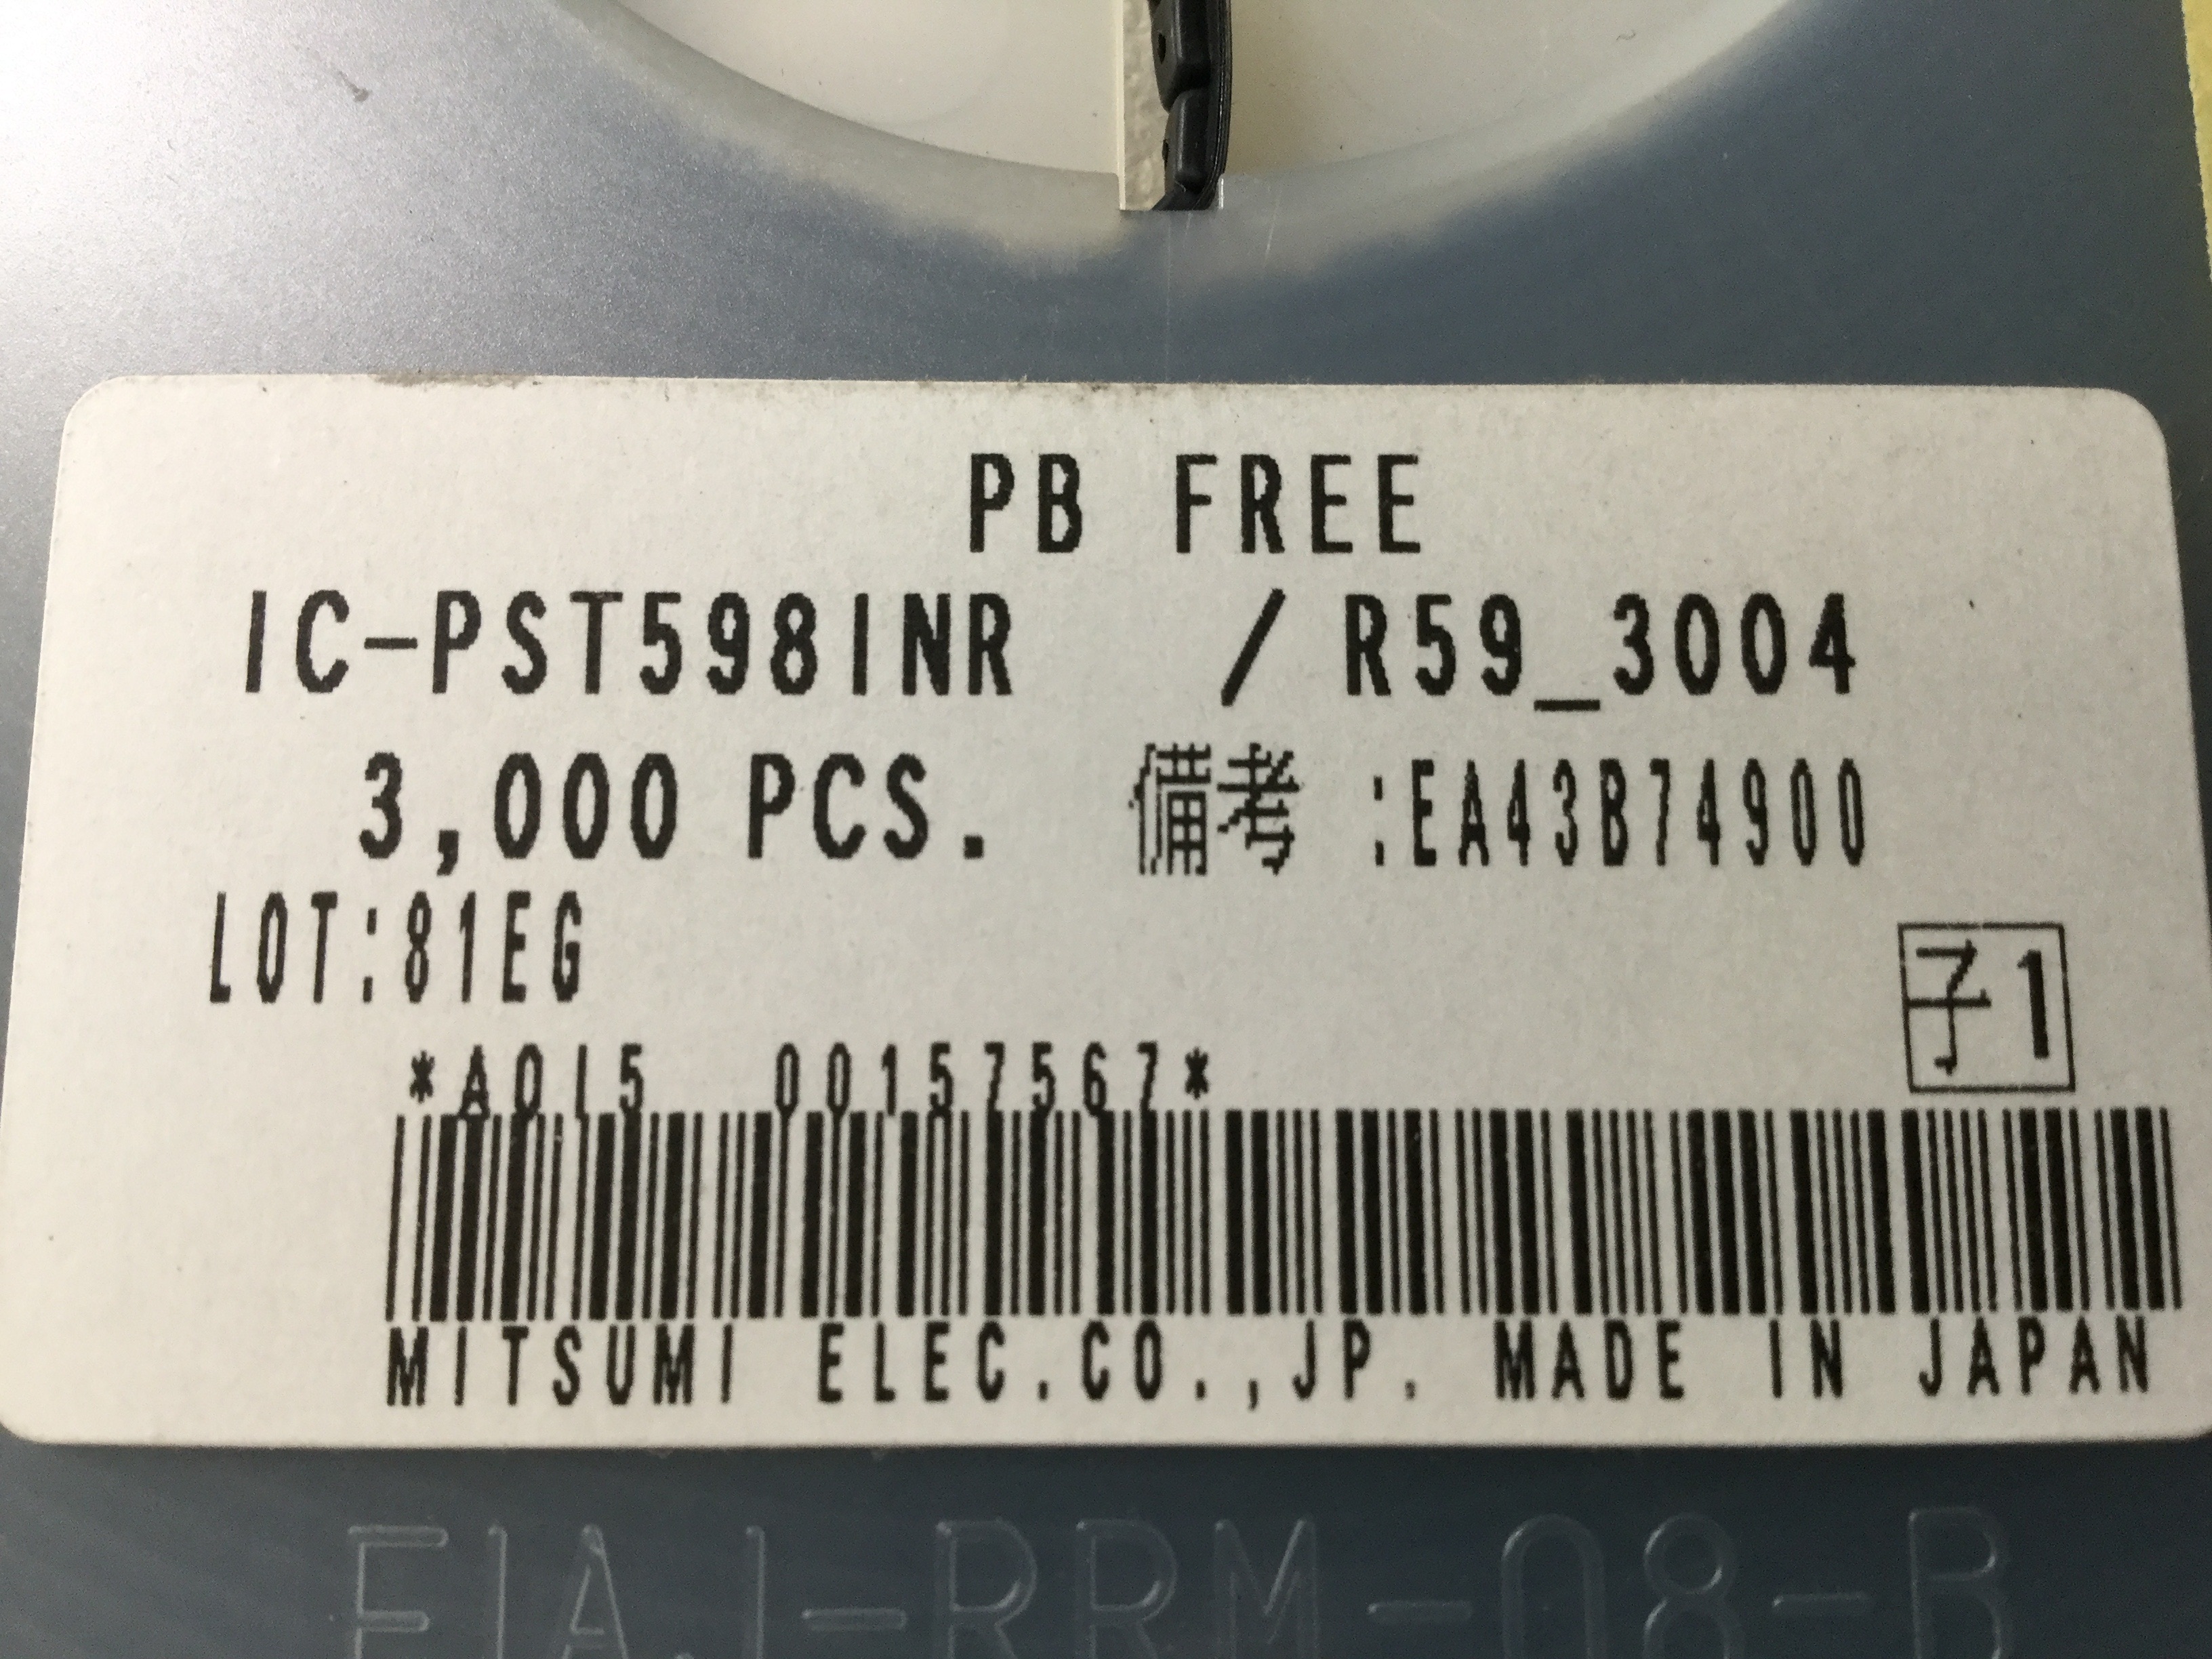 PB FREE
IC-PST598INR / R59_3004
3,000 PCS. 備考 :EA43B74900
LOT:81EG
子1
*A0I5 00157567*
MITSUMI ELEC.CO.,JP. MADE IN JAPAN
EIAJ-RRM-08-B